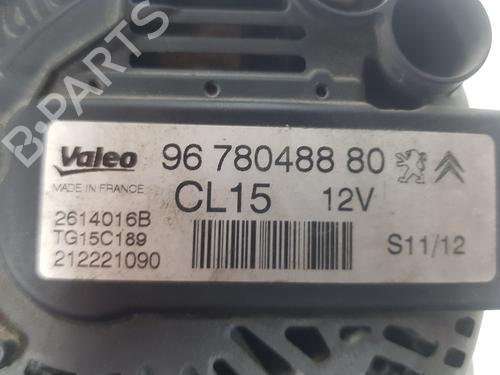 B-PARTS
Valeo 96 780488 80
MADE IN FRANCE
CL15 12V
2614016B
TG15C189
212221090
S11/12